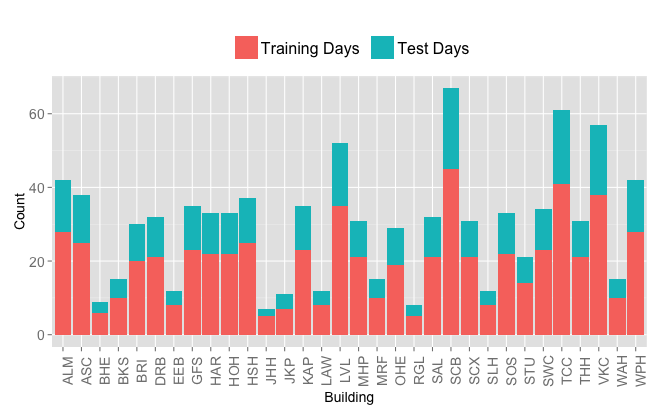 Training Days Test Days
Count
60
40
20
0
ALM ASC BHE BKS BRI DRB EEB GFS HAR HOH HSH JHH JKP KAP LAW LVL MHP MRF OHE RGL SAL SCB SCX SLH SOS STU SWC TCC THH VKC WAH WPH
Building